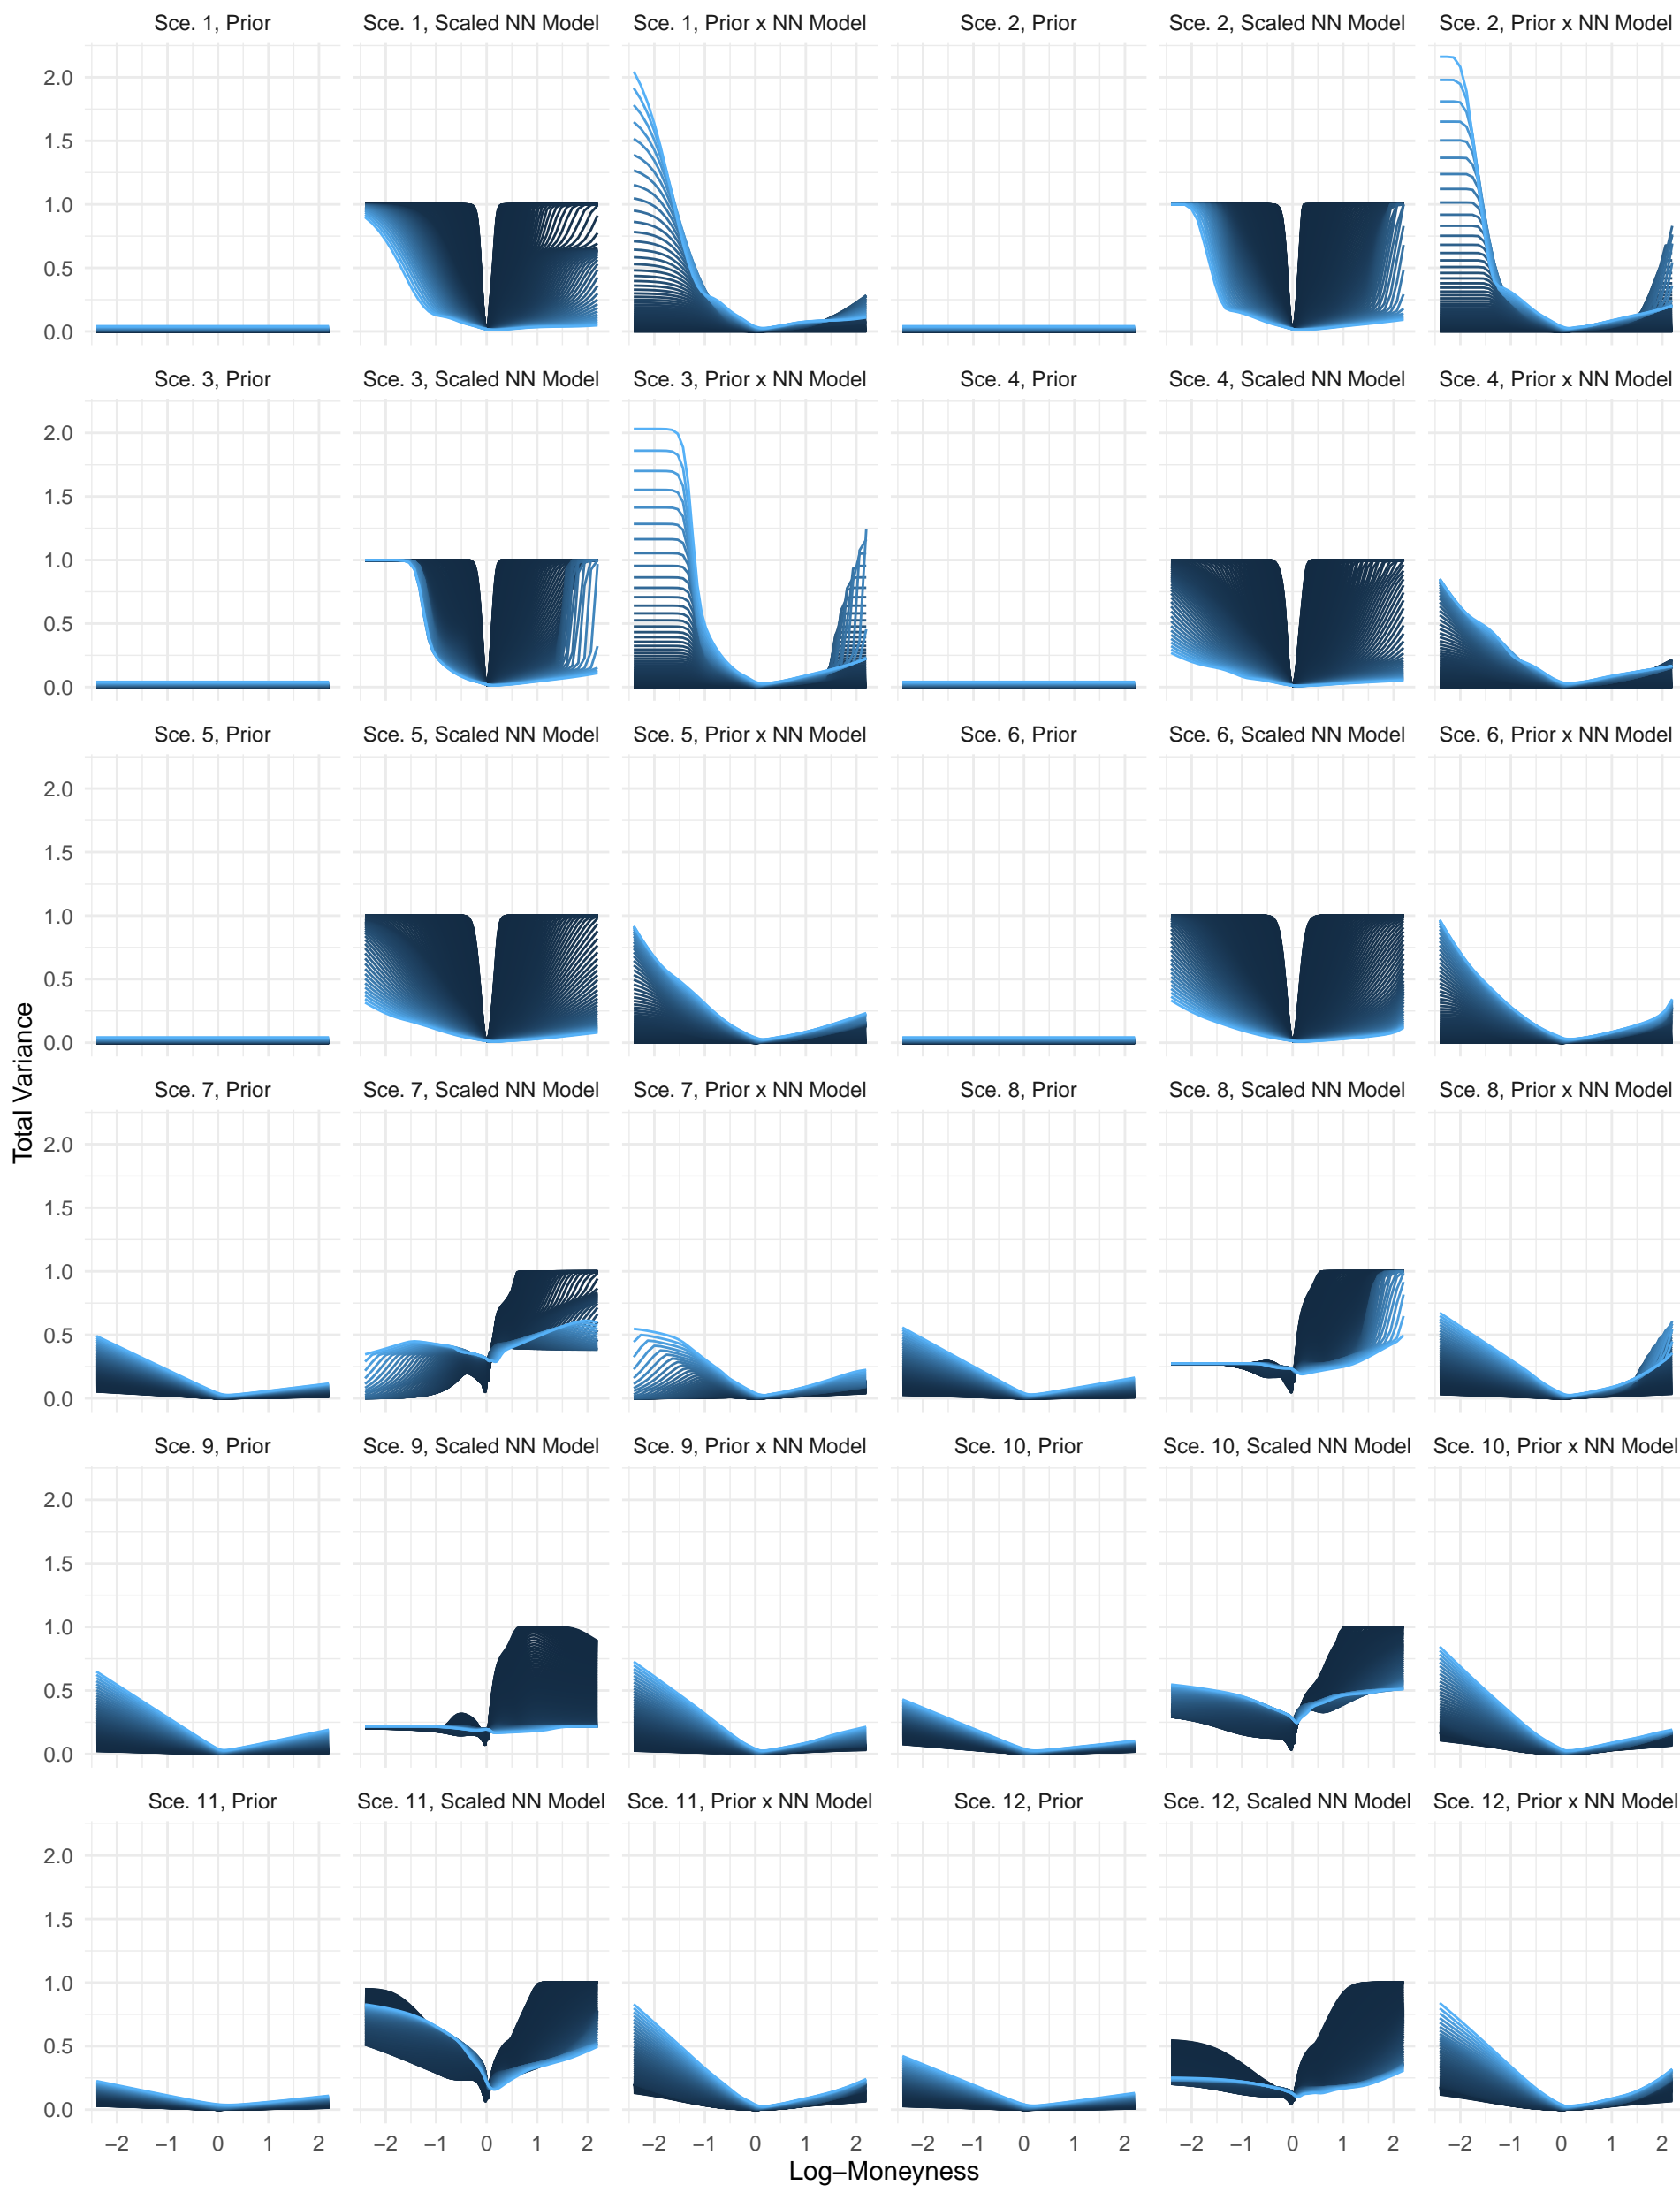 Sce. 1, Prior
Sce. 1, Scaled NN Model
Sce. 1, Prior x NN Model
Sce. 2, Prior
Sce. 2, Scaled NN Model
Sce. 2, Prior x NN Model
2.0
1.5
1.0
0.5
0.0
Sce. 3, Prior
Sce. 3, Scaled NN Model
Sce. 3, Prior x NN Model
Sce. 4, Prior
Sce. 4, Scaled NN Model
Sce. 4, Prior x NN Model
2.0
1.5
1.0
0.5
0.0
Sce. 5, Prior
Sce. 5, Scaled NN Model
Sce. 5, Prior x NN Model
Sce. 6, Prior
Sce. 6, Scaled NN Model
Sce. 6, Prior x NN Model
2.0
1.5
1.0
0.5
0.0
Total Variance
Sce. 7, Prior
Sce. 7, Scaled NN Model
Sce. 7, Prior x NN Model
Sce. 8, Prior
Sce. 8, Scaled NN Model
Sce. 8, Prior x NN Model
2.0
1.5
1.0
0.5
0.0
Sce. 9, Prior
Sce. 9, Scaled NN Model
Sce. 9, Prior x NN Model
Sce. 10, Prior
Sce. 10, Scaled NN Model
Sce. 10, Prior x NN Model
2.0
1.5
1.0
0.5
0.0
Sce. 11, Prior
Sce. 11, Scaled NN Model
Sce. 11, Prior x NN Model
Sce. 12, Prior
Sce. 12, Scaled NN Model
Sce. 12, Prior x NN Model
2.0
1.5
1.0
0.5
0.0
−2 −1 0 1 2
−2 −1 0 1 2
−2 −1 0 1 2
−2 −1 0 1 2
−2 −1 0 1 2
−2 −1 0 1 2
Log−Moneyness